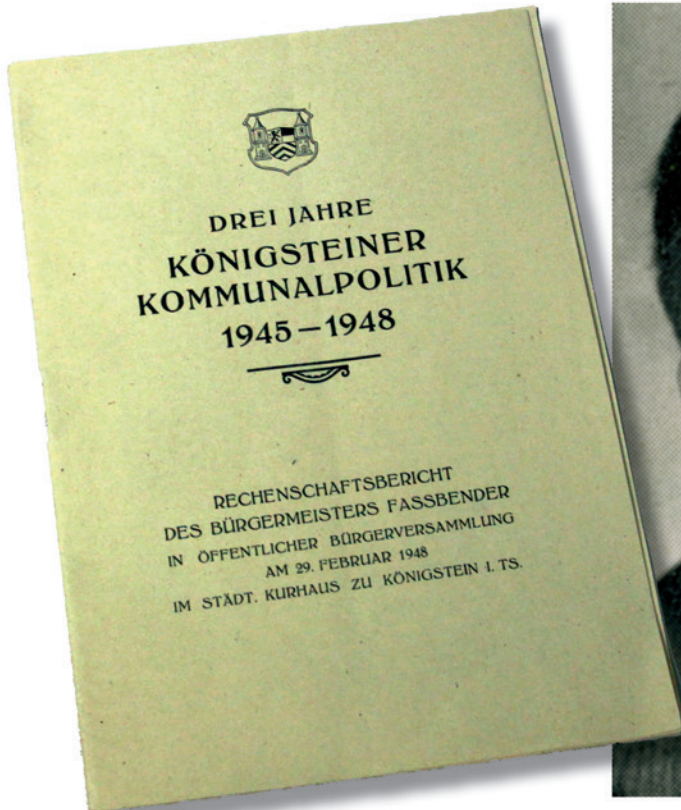 DREI JAHRE
KÖNIGSTEINER
KOMMUNALPOLITIK
1945—1948
RECHENSCHAFTSBERICHT
DES BÜRGERMEISTERS FASSBENDER
IN ÖFFENTLICHER BÜRGERVERSAMMLUNG
AM 29. FEBRUAR 1948
IM STÄDT. KURHAUS ZU KÖNIGSTEIN I. TS.